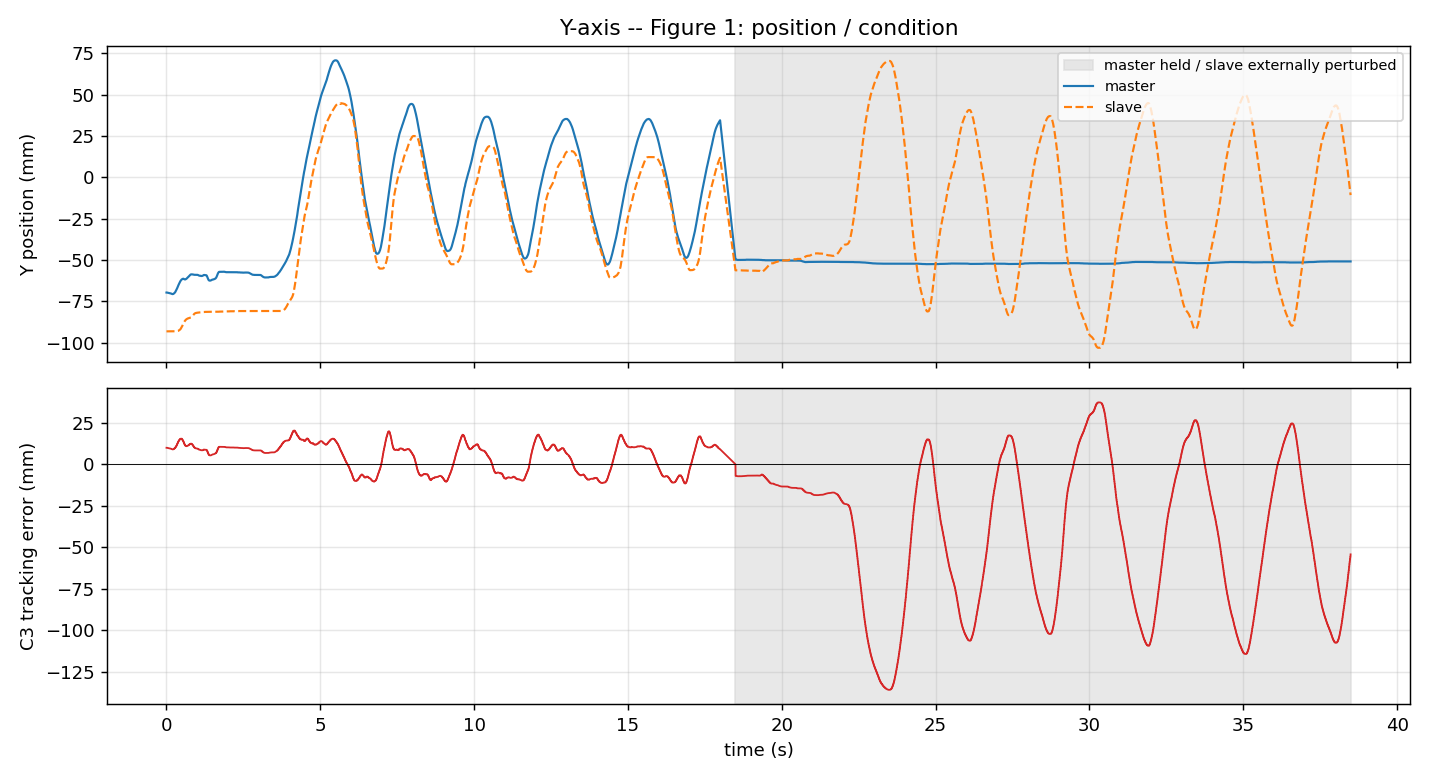 Y-axis -- Figure 1: position / condition
75
50
25
0
−25
−50
−75
−100
Y position (mm)
master held / slave externally perturbed
master
slave
25
0
−25
−50
−75
−100
−125
C3 tracking error (mm)
0 5 10 15 20 25 30 35 40
time (s)